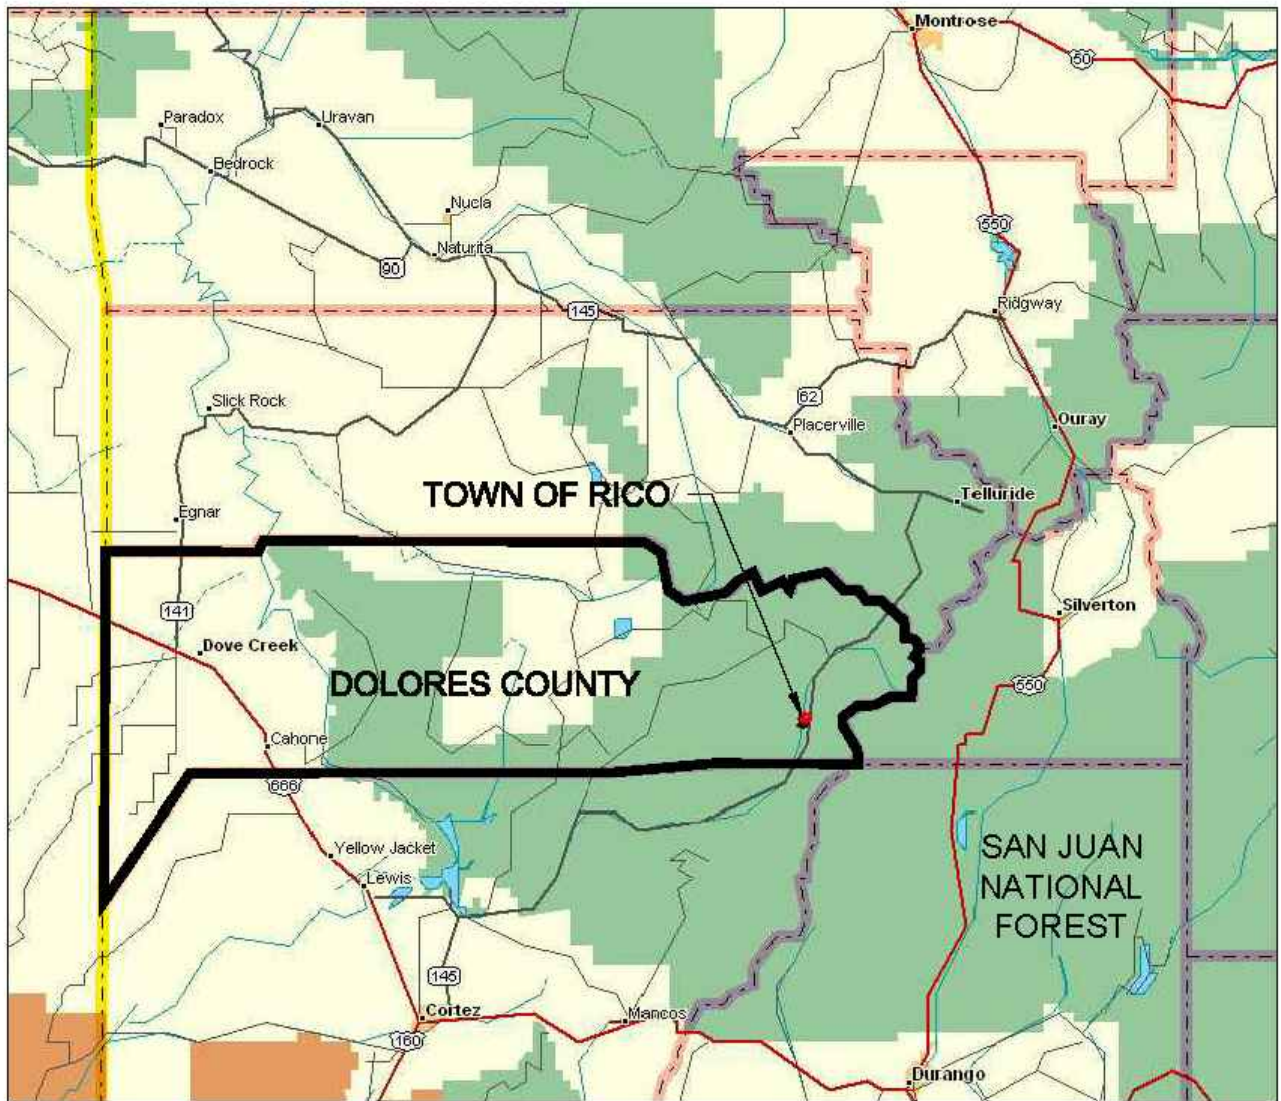 Montrose
50
Paradox
Uravan
Bedrock
Nucla
550
Naturita
90
145
Ridgway
62
Slick Rock
Placerville
Ouray
TOWN OF RICO
Telluride
Egnar
141
Silverton
Dove Creek
DOLORES COUNTY
550
Cahone
666
Yellow Jacket
Lewis
SAN JUAN
NATIONAL
FOREST
145
Cortez
Mancos
160
Durango